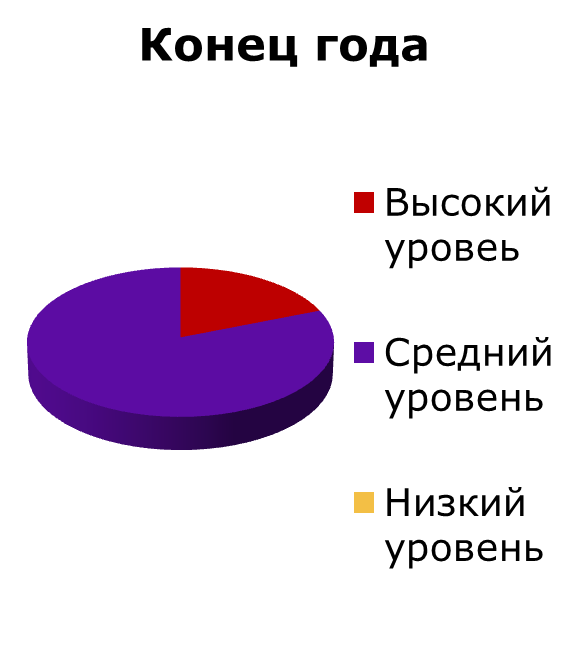 Конец года
Высокий
уровеь
Средний
уровень
Низкий
уровень